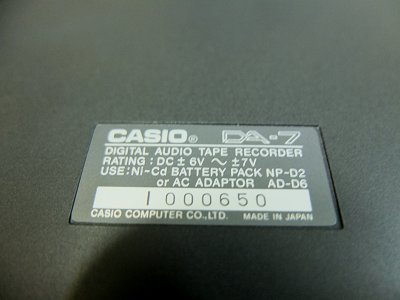 CASIO® DA-7
DIGITAL AUDIO TAPE RECORDER
RATING : DC ± 6V ～ ±7V
USE : Ni-Cd BATTERY PACK NP-D2
or AC ADAPTOR AD-D6
1000650
CASIO COMPUTER CO.,LTD. MADE IN JAPAN